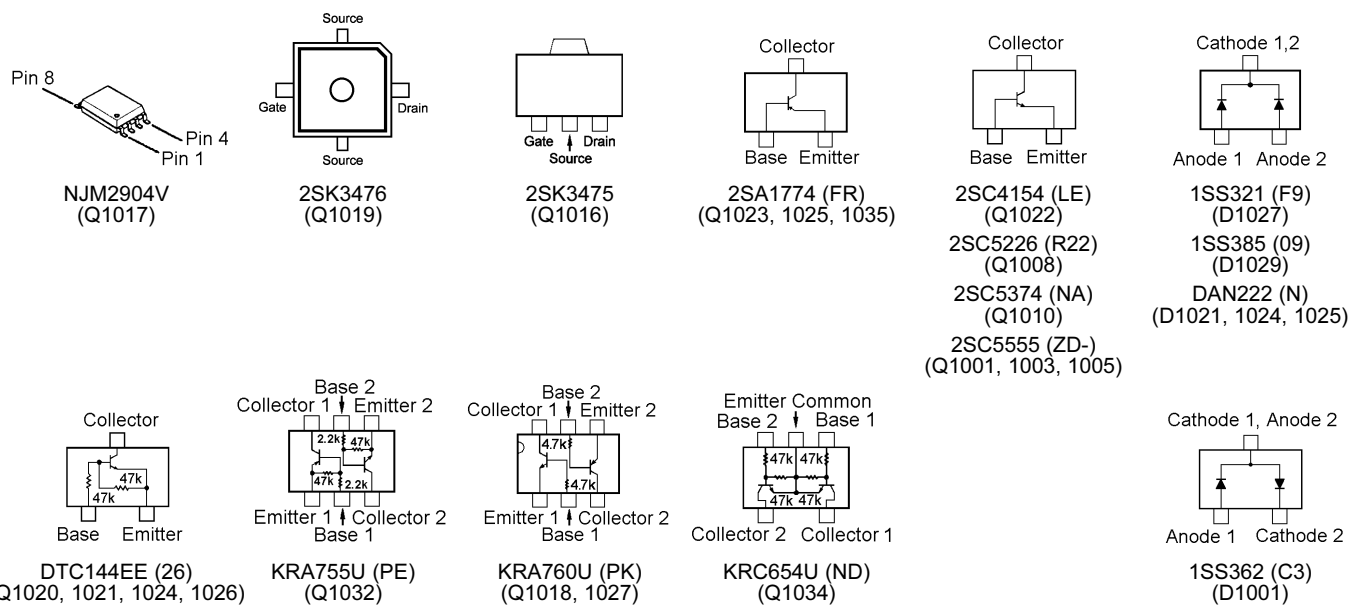 Pin 8
Pin 4
Pin 1
NJM2904V
(Q1017)
Source
Gate
Drain
Source
2SK3476
(Q1019)
Gate
Drain
Source
2SK3475
(Q1016)
Collector
Base
Emitter
2SA1774 (FR)
(Q1023, 1025, 1035)
Collector
Base
Emitter
2SC4154 (LE)
(Q1022)
2SC5226 (R22)
(Q1008)
2SC5374 (NA)
(Q1010)
2SC5555 (ZD-)
(Q1001, 1003, 1005)
Cathode 1,2
Anode 1
Anode 2
1SS321 (F9)
(D1027)
1SS385 (09)
(D1029)
DAN222 (N)
(D1021, 1024, 1025)
Collector
47k
47k
Base
Emitter
DTC144EE (26)
Q1020, 1021, 1024, 1026)
Base 2
Collector 1
Emitter 2
2.2k
47k
47k
2.2k
Emitter 1
Collector 2
Base 1
KRA755U (PE)
(Q1032)
Base 2
Collector 1
Emitter 2
4.7k
4.7k
Emitter 1
Collector 2
Base 1
KRA760U (PK)
(Q1018, 1027)
Emitter Common
Base 2
Base 1
47k
47k
47k
47k
Collector 2
Collector 1
KRC654U (ND)
(Q1034)
Cathode 1, Anode 2
Anode 1
Cathode 2
1SS362 (C3)
(D1001)